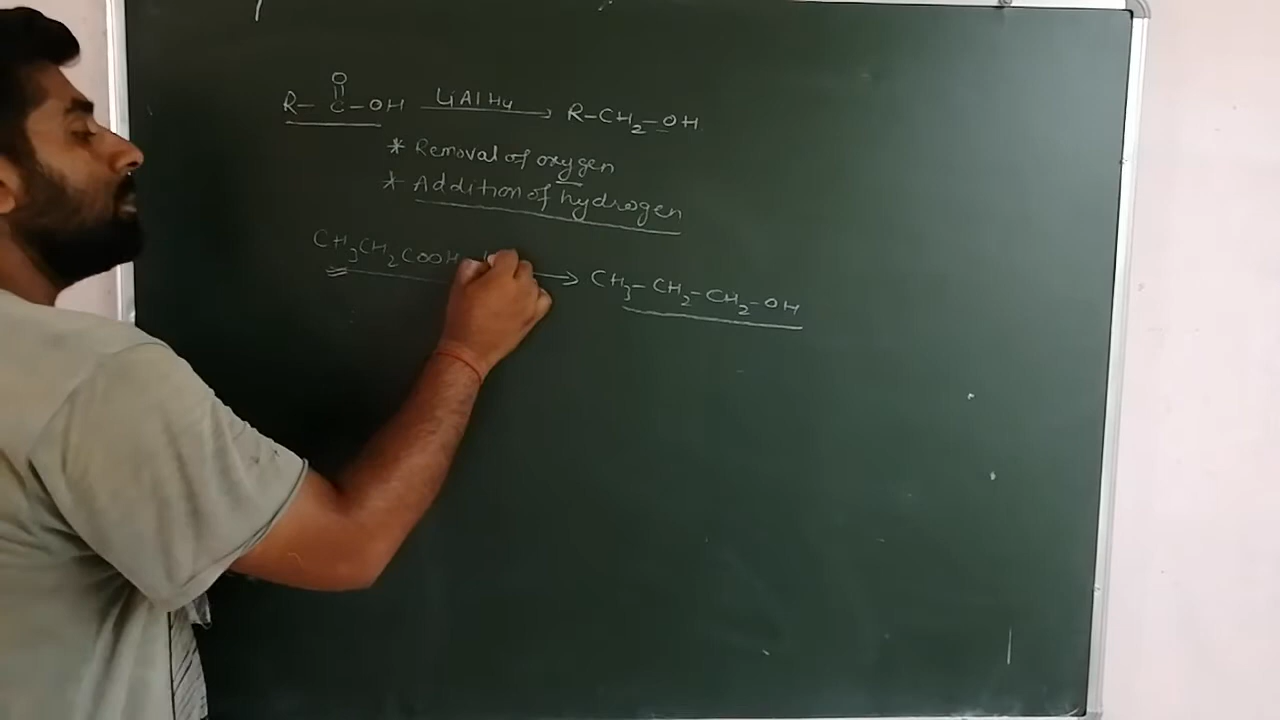 R-C-OH LiAlH4 → R-CH2-OH
O
||
* Removal of oxygen
* Addition of hydrogen
CH3CH2COOH → CH3-CH2-CH2-OH